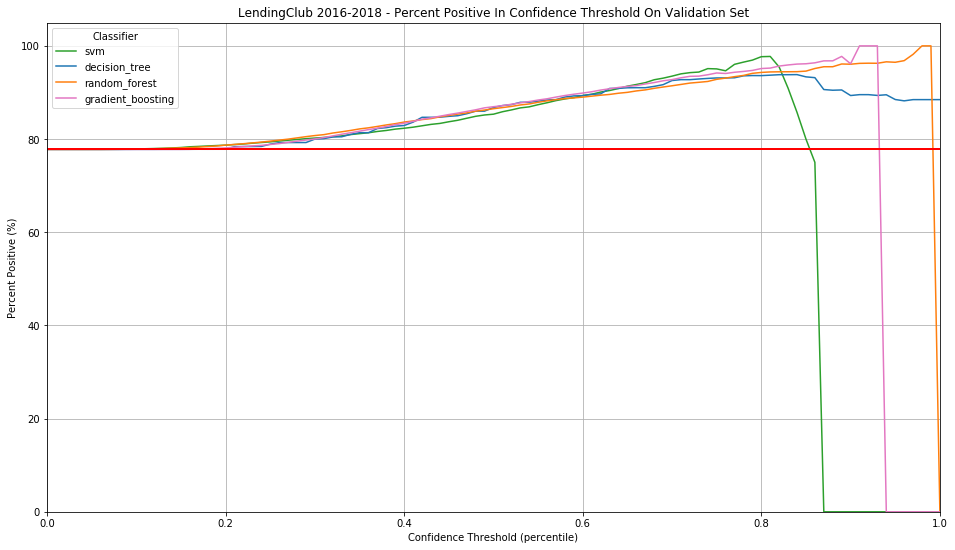 LendingClub 2016-2018 - Percent Positive In Confidence Threshold On Validation Set
Classifier
svm
decision_tree
random_forest
gradient_boosting
100
80
60
40
20
0
Percent Positive (%)
0.0 0.2 0.4 0.6 0.8 1.0
Confidence Threshold (percentile)